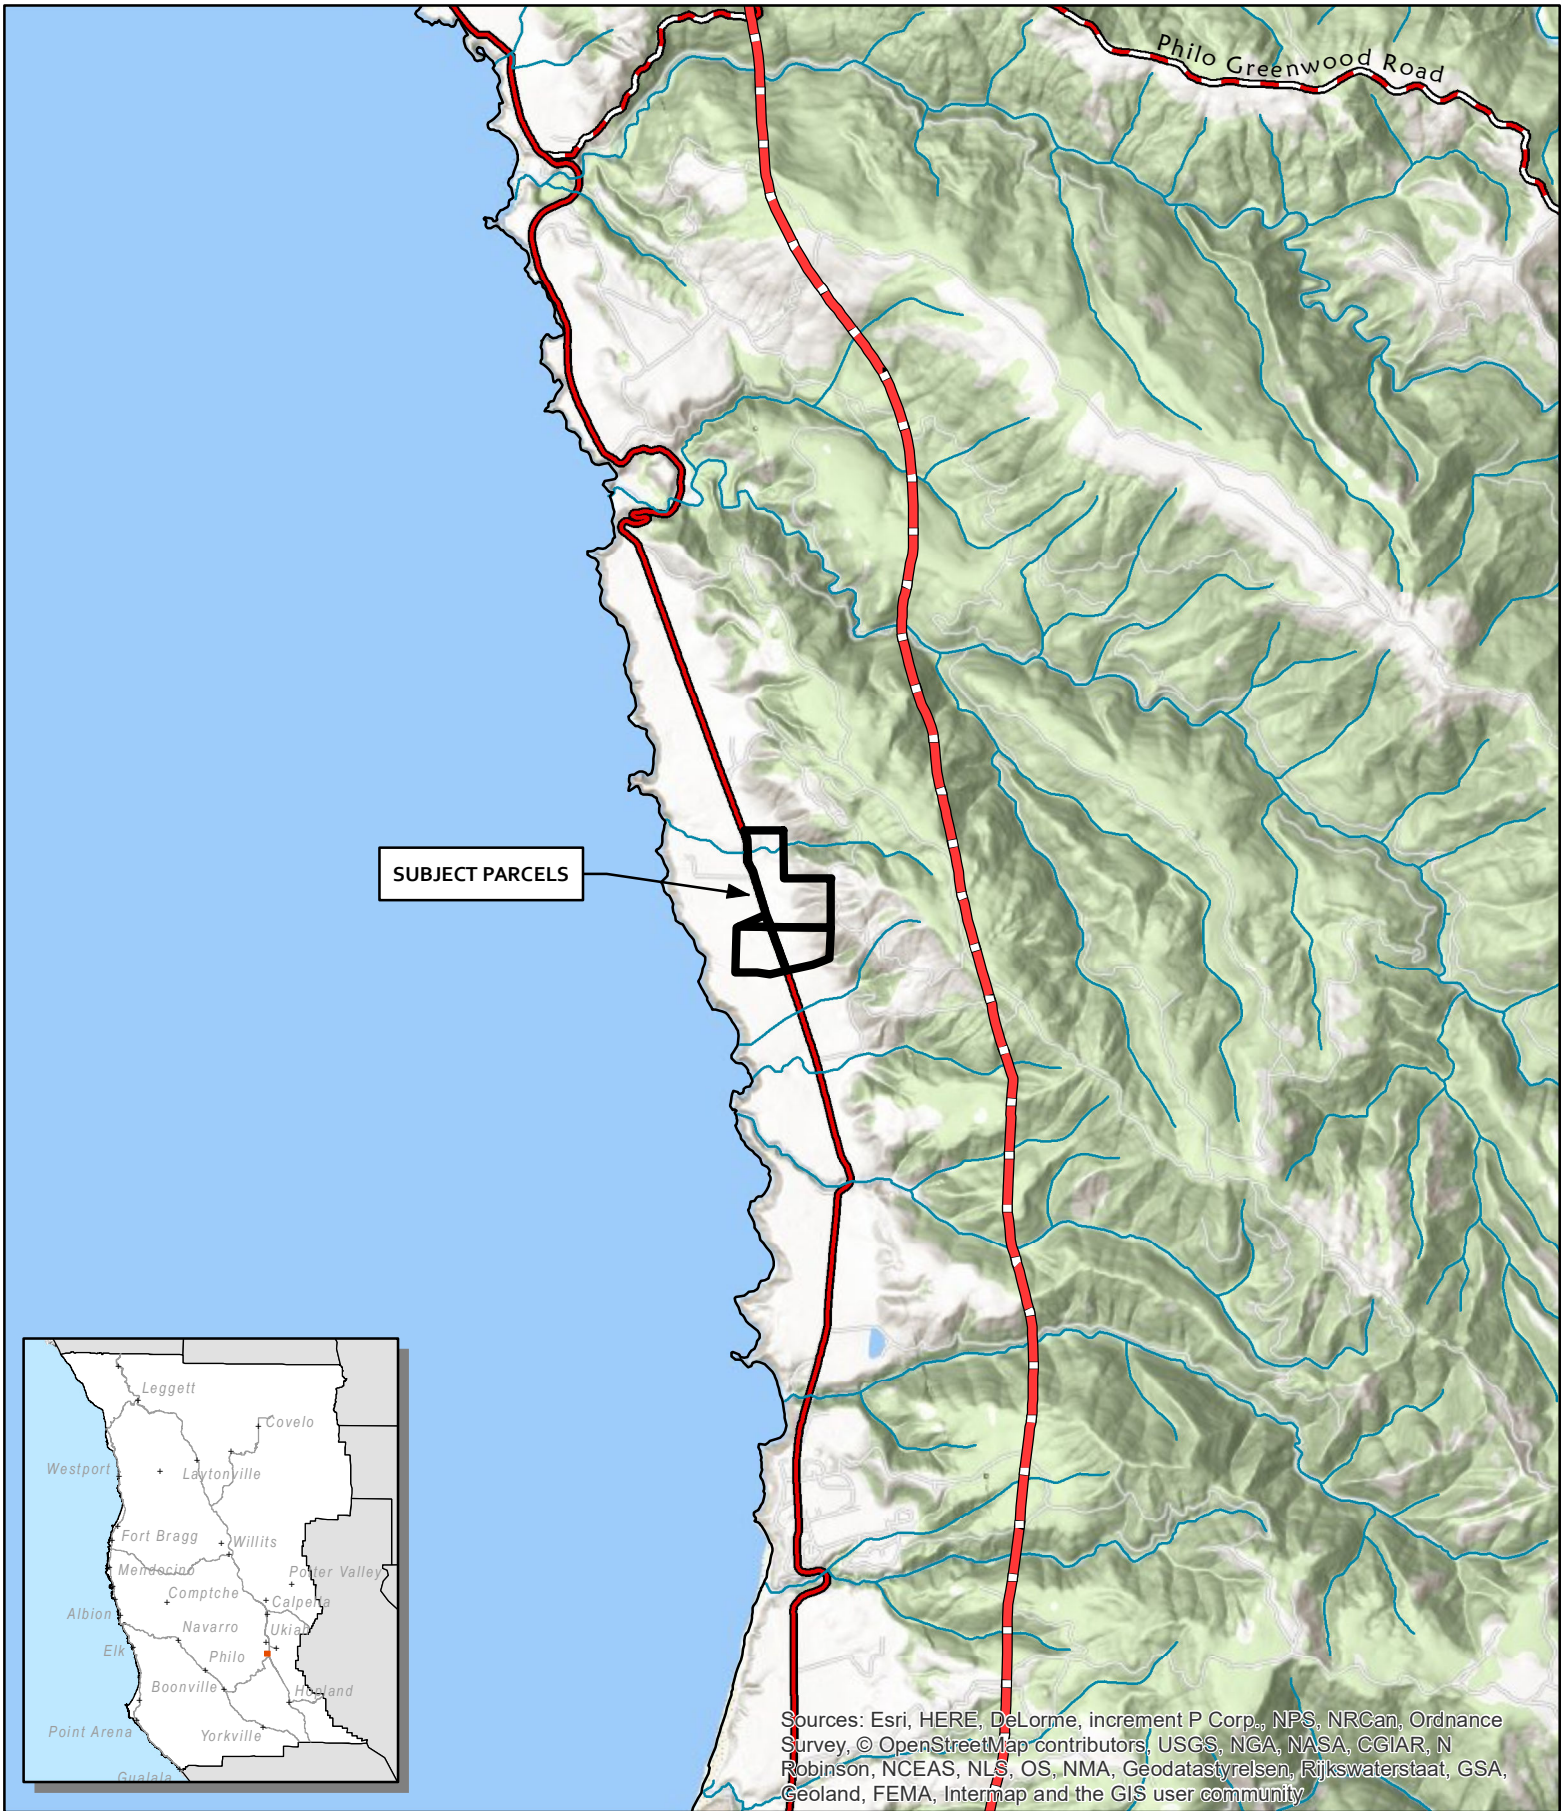 Philo Greenwood Road
SUBJECT PARCELS
Leggett
Covelo
Westport
Laytonville
Fort Bragg
Willits
Mendocino
Potter Valley
Comptche
Calpella
Albion
Navarro
Ukiah
Elk
Philo
Boonville
Hopland
Point Arena
Yorkville
Gualala
Sources: Esri, HERE, DeLorme, increment P Corp., NPS, NRCan, Ordnance
Survey, © OpenStreetMap contributors, USGS, NGA, NASA, CGIAR, N
Robinson, NCEAS, NLS, OS, NMA, Geodatastyrelsen, Rijkswaterstaat, GSA,
Geoland, FEMA, Intermap and the GIS user community